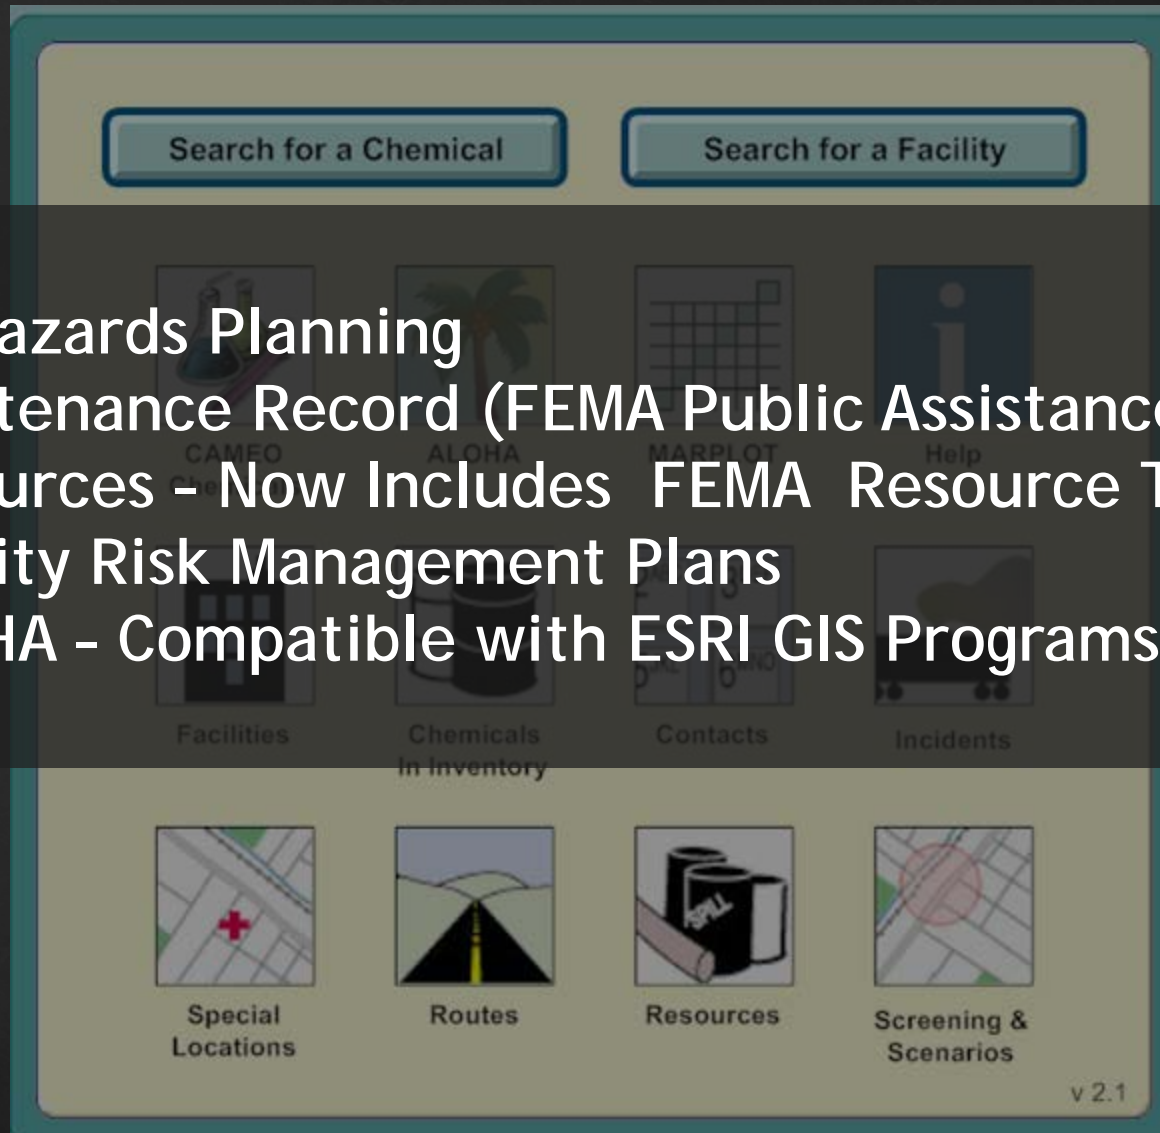 Search for a Chemical Search for a Facility
azards Planning
tenance Record (FEMA Public Assistance
CAMEO ALOHA MARPLOT Help
urces - Now Includes FEMA Resource T
ity Risk Management Plans
HA - Compatible with ESRI GIS Programs
Facilities Chemicals Contacts Incidents
In Inventory
SPILL
Special Routes Resources Screening &
Locations Scenarios
v 2.1